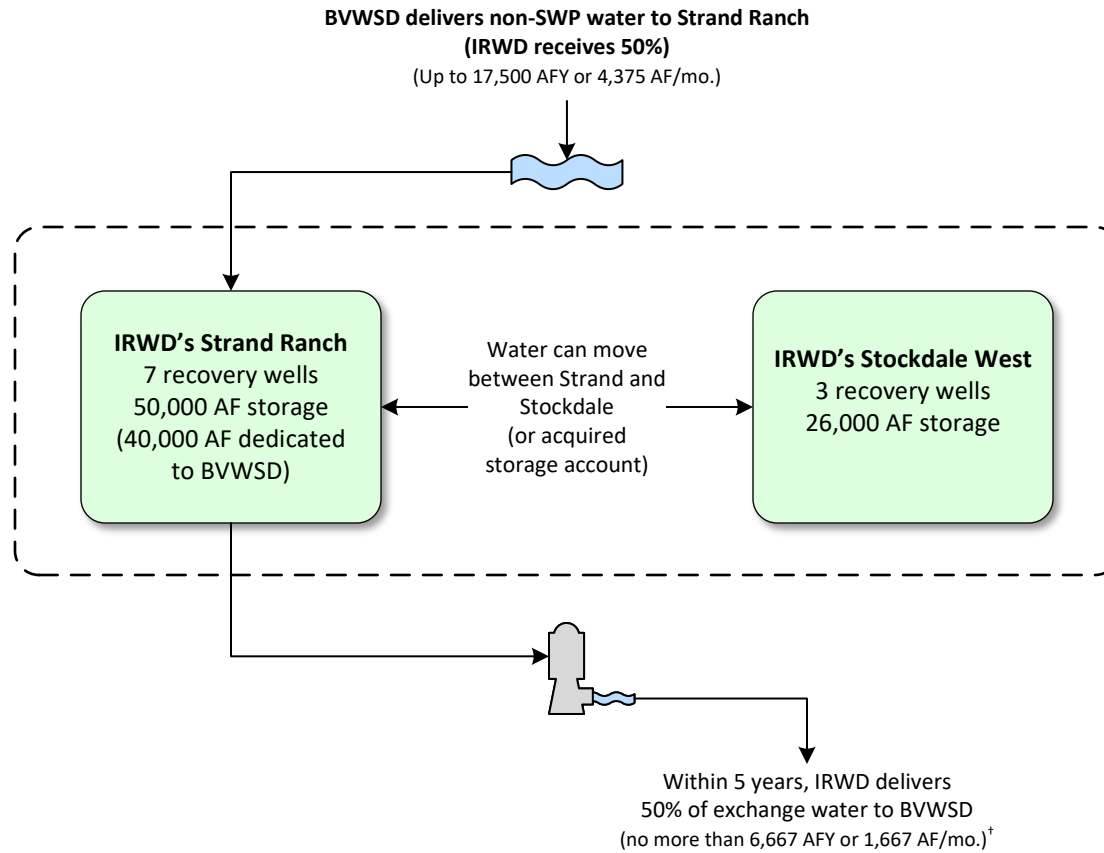 BVWSD delivers non-SWP water to Strand Ranch
(IRWD receives 50%)
(Up to 17,500 AFY or 4,375 AF/mo.)
IRWD’s Strand Ranch
7 recovery wells
50,000 AF storage
(40,000 AF dedicated
to BVWSD)
Water can move
between Strand and
Stockdale
(or acquired
storage account)
IRWD’s Stockdale West
3 recovery wells
26,000 AF storage
Within 5 years, IRWD delivers
50% of exchange water to BVWSD
(no more than 6,667 AFY or 1,667 AF/mo.)†